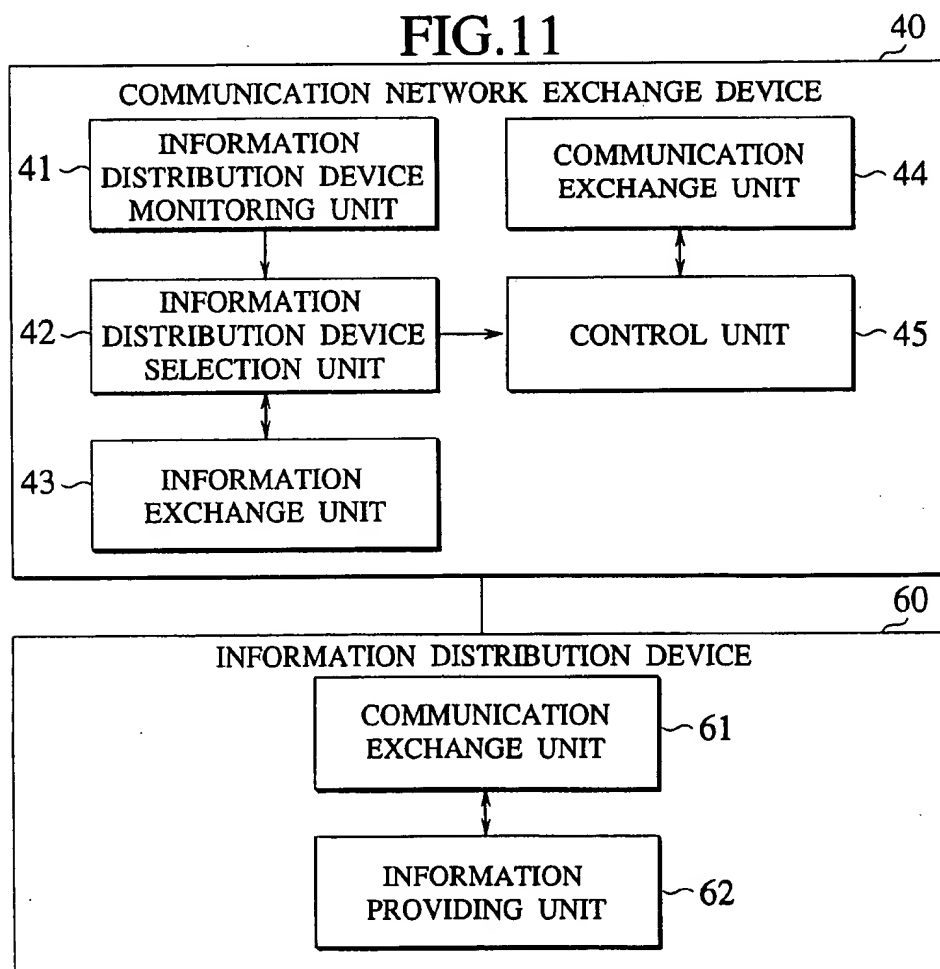 FIG.11
40
COMMUNICATION NETWORK EXCHANGE DEVICE
41
INFORMATION
DISTRIBUTION DEVICE
MONITORING UNIT
COMMUNICATION
EXCHANGE UNIT
44
42
INFORMATION
DISTRIBUTION DEVICE
SELECTION UNIT
CONTROL UNIT
45
43
INFORMATION
EXCHANGE UNIT
60
INFORMATION DISTRIBUTION DEVICE
COMMUNICATION
EXCHANGE UNIT
61
INFORMATION
PROVIDING UNIT
62